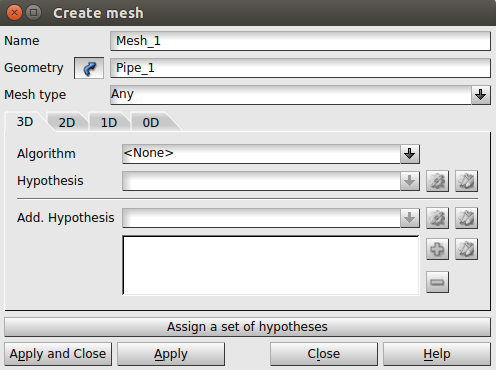 Create mesh
Name Mesh_1
Geometry Pipe_1
Mesh type Any
3D 2D 1D 0D
Algorithm <None>
Hypothesis
Add. Hypothesis
Assign a set of hypotheses
Apply and Close Apply Close Help